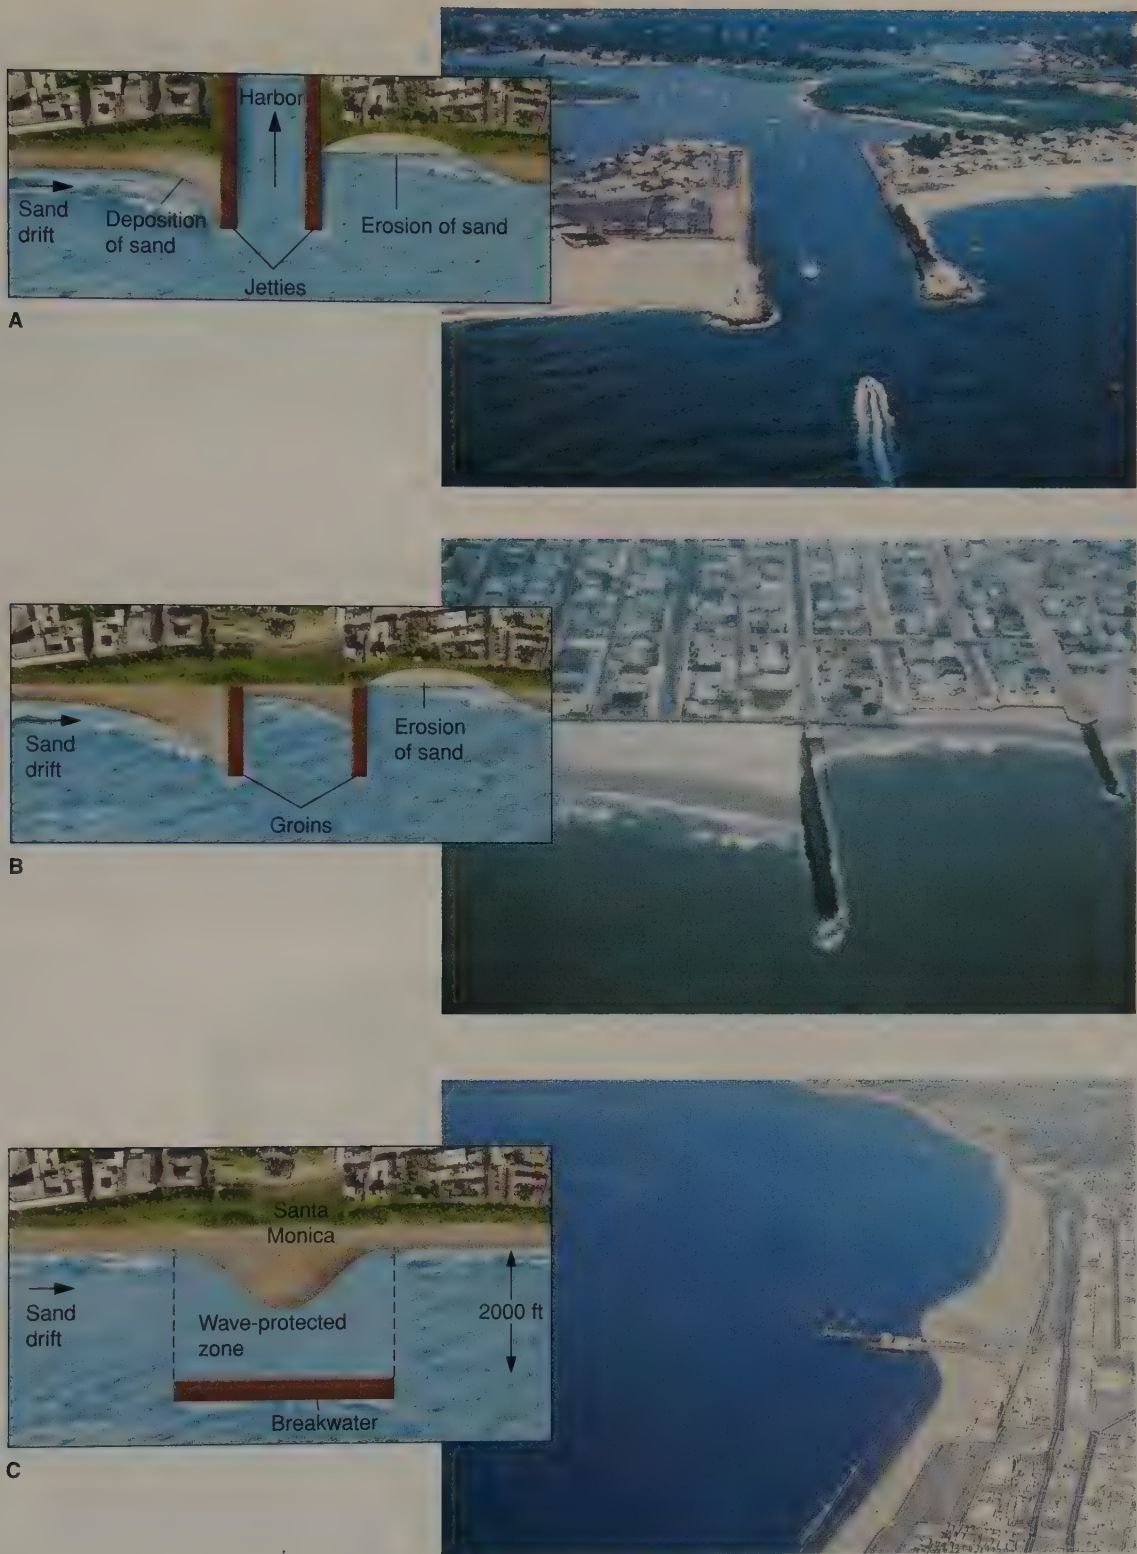 Harbor
Sand
drift
Deposition
of sand
Erosion of sand
Jetties
A
Sand
drift
Erosion
of sand
Groins
B
Santa
Monica
Sand
drift
Wave-protected
zone
2000 ft
Breakwater
C